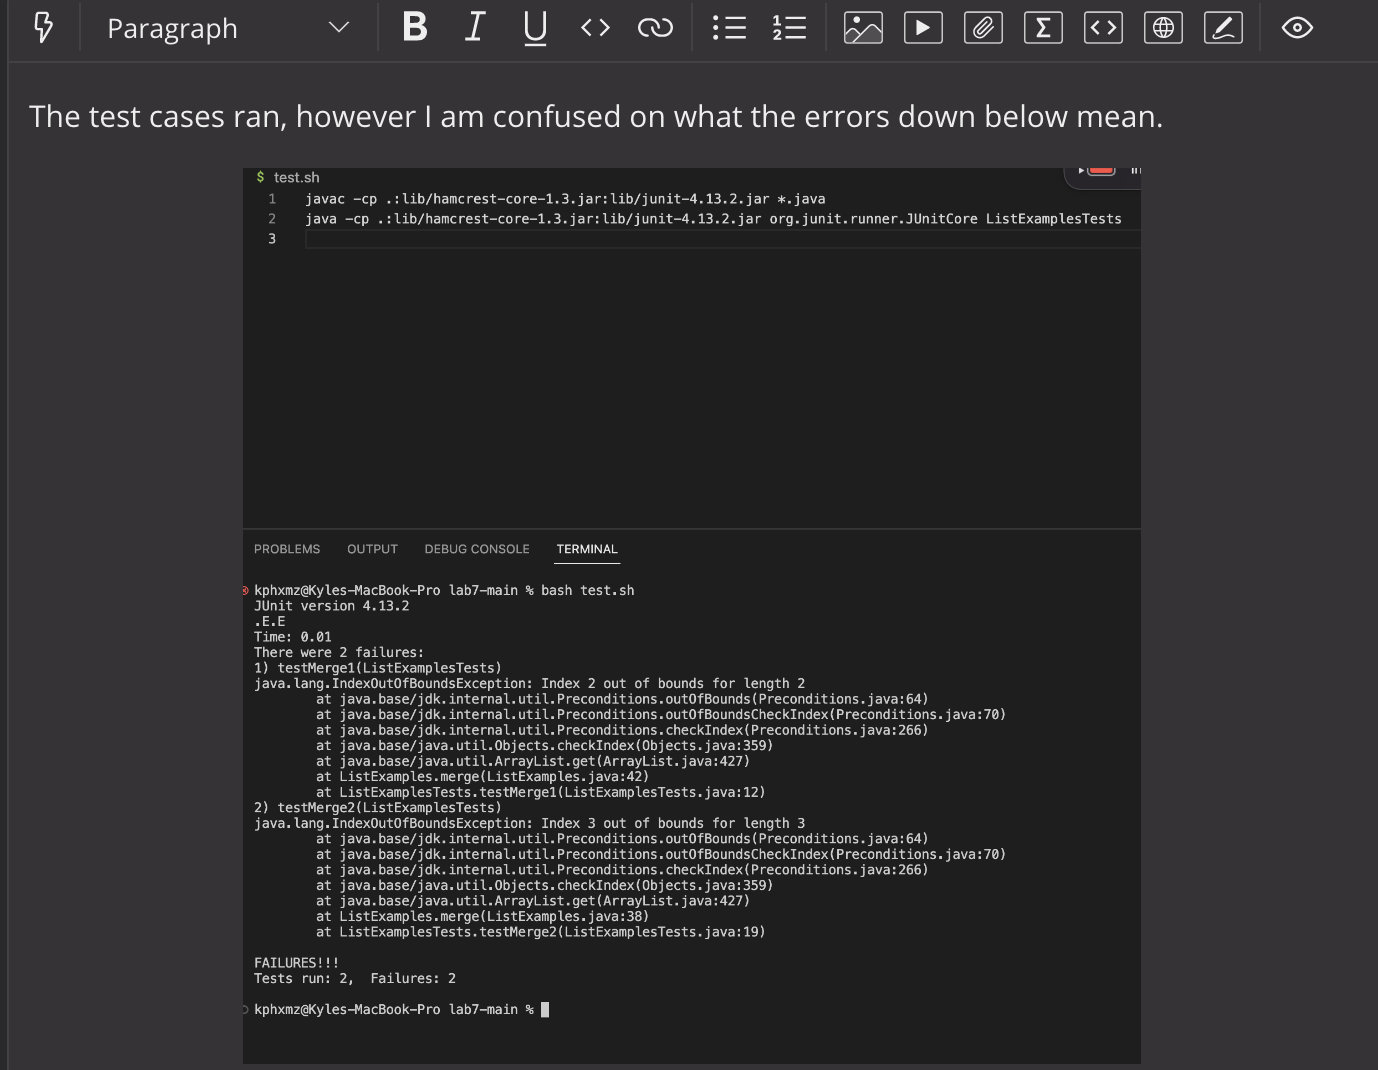 Paragraph B I U
The test cases ran, however I am confused on what the errors down below mean.
$ test.sh
1 javac -cp .:lib/hamcrest-core-1.3.jar:lib/junit-4.13.2.jar *.java
2 java -cp .:lib/hamcrest-core-1.3.jar:lib/junit-4.13.2.jar org.junit.runner.JUnitCore ListExamplesTests
3
PROBLEMS OUTPUT DEBUG CONSOLE TERMINAL
kphxmz@Kyles-MacBook-Pro lab7-main % bash test.sh
JUnit version 4.13.2
.E.E
Time: 0.01
There were 2 failures:
1) testMerge1(ListExamplesTests)
java.lang.IndexOutOfBoundsException: Index 2 out of bounds for length 2
at java.base/jdk.internal.util.Preconditions.outOfBounds(Preconditions.java:64)
at java.base/jdk.internal.util.Preconditions.outOfBoundsCheckIndex(Preconditions.java:70)
at java.base/jdk.internal.util.Preconditions.checkIndex(Preconditions.java:266)
at java.base/java.util.Objects.checkIndex(Objects.java:359)
at java.base/java.util.ArrayList.get(ArrayList.java:427)
at ListExamples.merge(ListExamples.java:42)
at ListExamplesTests.testMerge1(ListExamplesTests.java:12)
2) testMerge2(ListExamplesTests)
java.lang.IndexOutOfBoundsException: Index 3 out of bounds for length 3
at java.base/jdk.internal.util.Preconditions.outOfBounds(Preconditions.java:64)
at java.base/jdk.internal.util.Preconditions.outOfBoundsCheckIndex(Preconditions.java:70)
at java.base/jdk.internal.util.Preconditions.checkIndex(Preconditions.java:266)
at java.base/java.util.Objects.checkIndex(Objects.java:359)
at java.base/java.util.ArrayList.get(ArrayList.java:427)
at ListExamples.merge(ListExamples.java:38)
at ListExamplesTests.testMerge2(ListExamplesTests.java:19)
FAILURES!!!
Tests run: 2,  Failures: 2
kphxmz@Kyles-MacBook-Pro lab7-main %